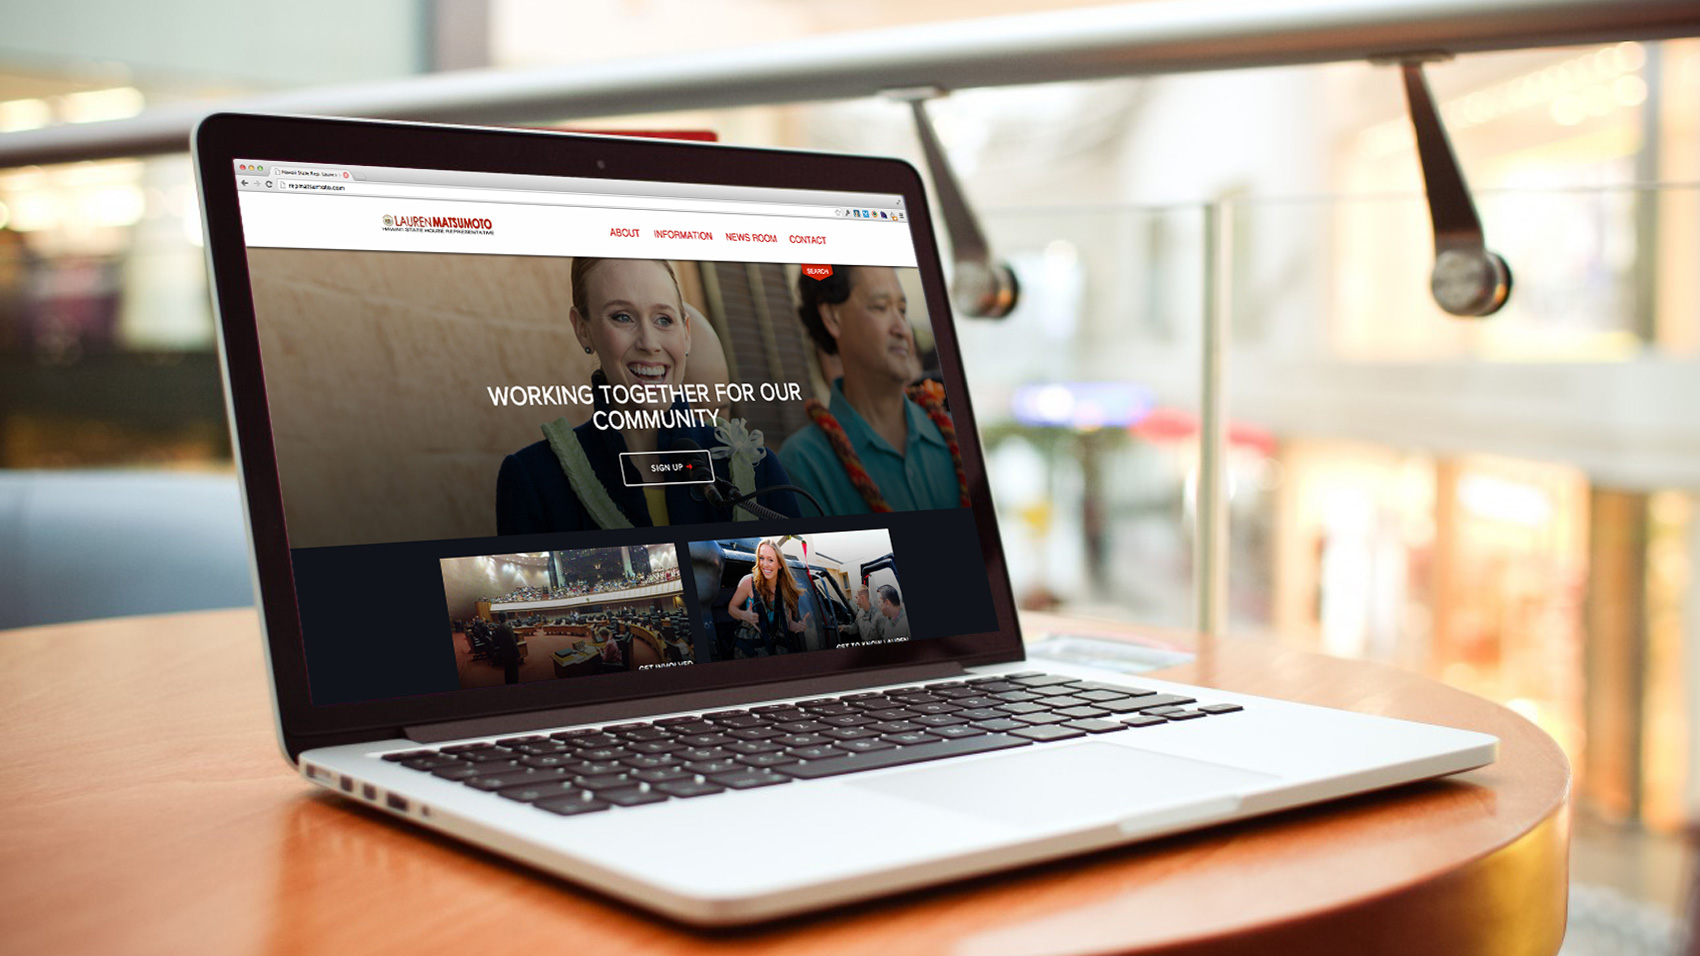 Hawaii State Rep. Lauren
repmatsumoto.com
LAUREN MATSUMOTO
HAWAII STATE HOUSE REPRESENTATIVE
ABOUT INFORMATION NEWS ROOM CONTACT
SEARCH
WORKING TOGETHER FOR OUR
COMMUNITY
SIGN UP
GET INVOLVED
GET TO KNOW LAUREN